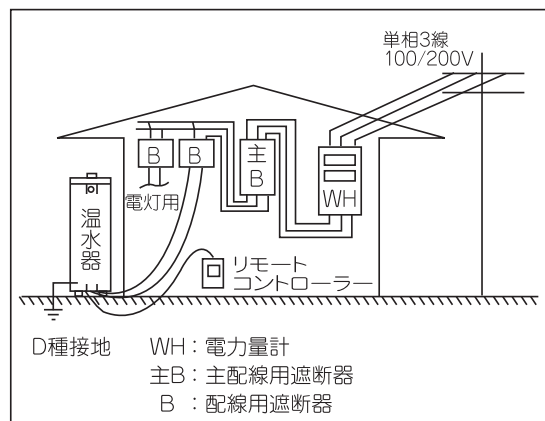 単相3線
100/200V
主
B
B
B
WH
電灯用
温水器
リモート
コントローラー
D種接地
WH：電力量計
主B：主配線用遮断器
B：配線用遮断器